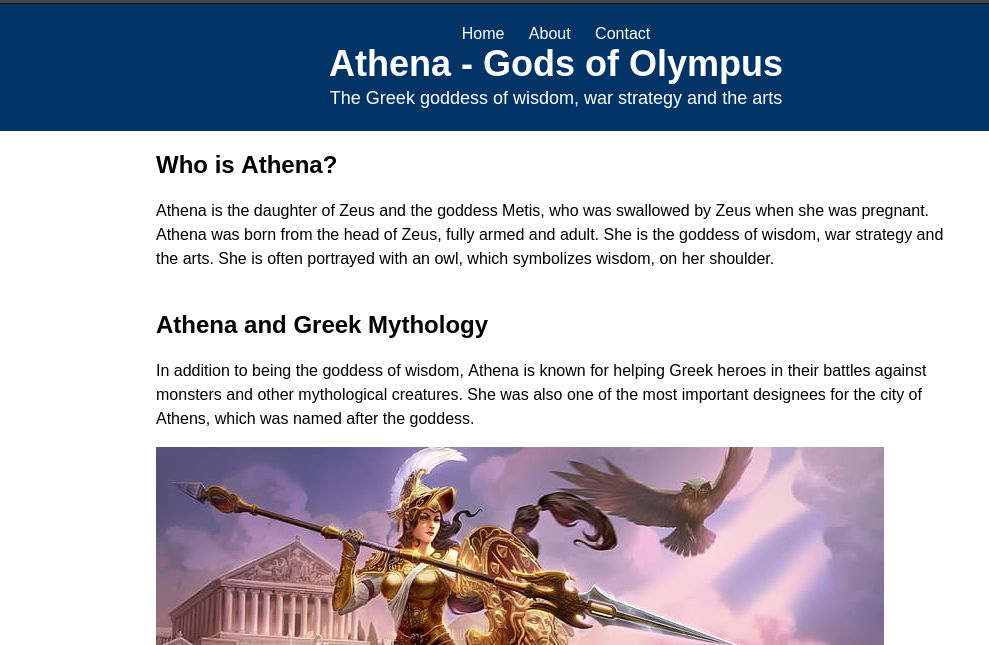 Home About Contact
Athena - Gods of Olympus
The Greek goddess of wisdom, war strategy and the arts
Who is Athena?
Athena is the daughter of Zeus and the goddess Metis, who was swallowed by Zeus when she was pregnant.
Athena was born from the head of Zeus, fully armed and adult. She is the goddess of wisdom, war strategy and
the arts. She is often portrayed with an owl, which symbolizes wisdom, on her shoulder.
Athena and Greek Mythology
In addition to being the goddess of wisdom, Athena is known for helping Greek heroes in their battles against
monsters and other mythological creatures. She was also one of the most important designees for the city of
Athens, which was named after the goddess.